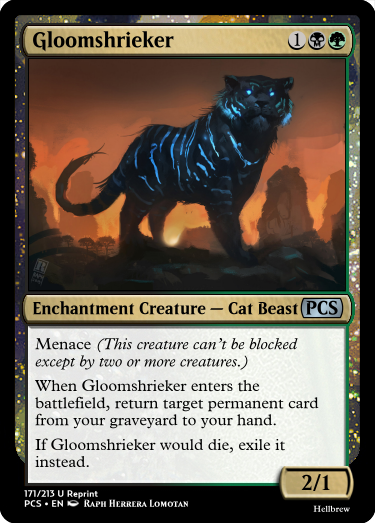 Gloomshrieker 1
Enchantment Creature — Cat Beast PCS
Menace (This creature can't be blocked
except by two or more creatures.)
When Gloomshrieker enters the
battlefield, return target permanent card
from your graveyard to your hand.
If Gloomshrieker would die, exile it
instead.
2/1
171/213 U Reprint
PCS • EN Raph Herrera Lomotan
Hellbrew